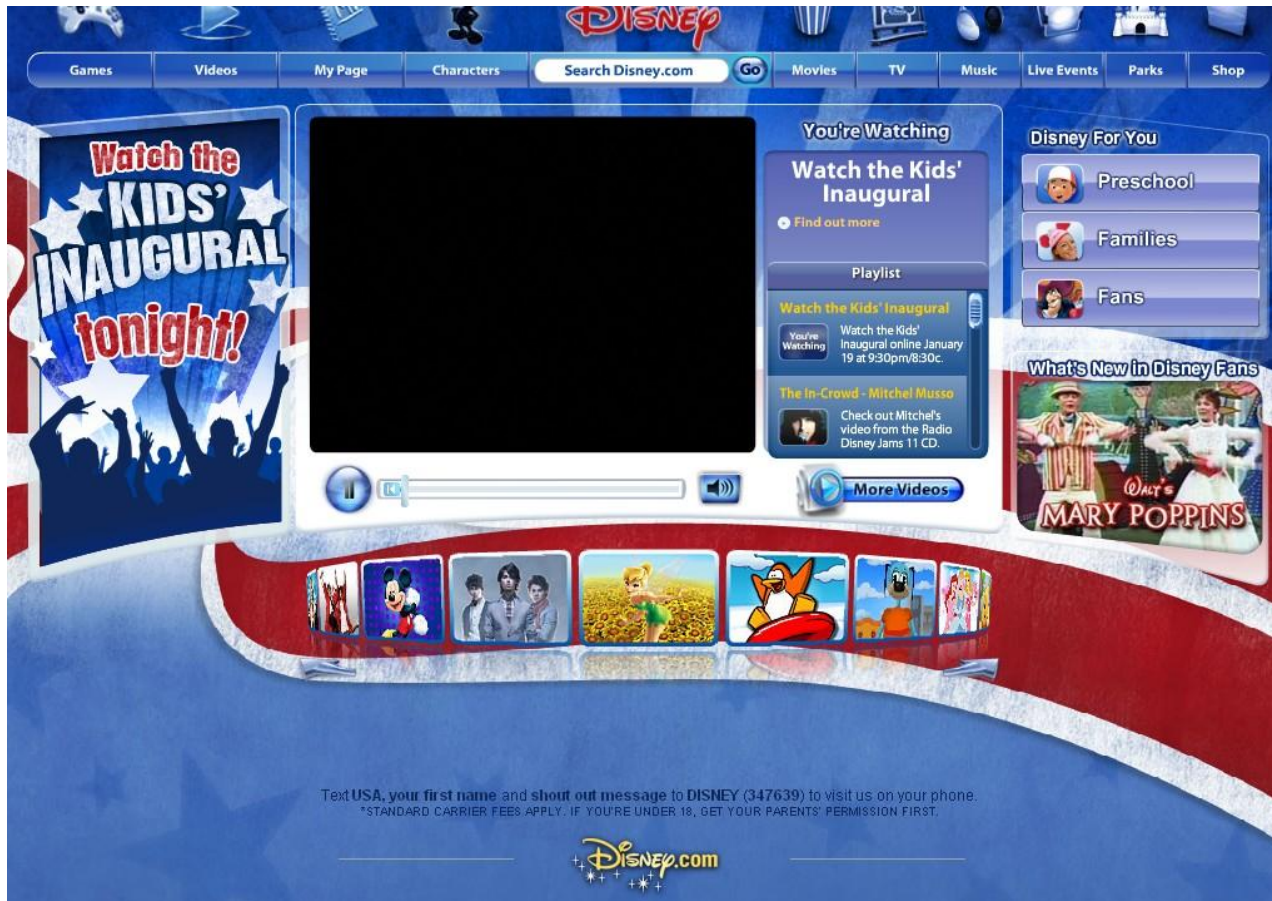 DISNEY
Games
Videos
My Page
Characters
Search Disney.com
Go
Movies
TV
Music
Live Events
Parks
Shop
Watch the
KIDS'
INAUGURAL
tonight!
You're Watching
Watch the Kids'
Inaugural
Find out more
Playlist
Watch the Kids' Inaugural
You're
Watching
Watch the Kids'
Inaugural online January
19 at 9:30pm/8:30c.
The In-Crowd - Mitchel Musso
Check out Mitchel's
video from the Radio
Disney Jams 11 CD.
More Videos
Disney For You
Preschool
Families
Fans
What's New in Disney Fans
WALT'S
MARY POPPINS
Text USA, your first name and shout out message to DISNEY (347639) to visit us on your phone.
*STANDARD CARRIER FEES APPLY. IF YOU'RE UNDER 18, GET YOUR PARENTS' PERMISSION FIRST.
DISNEY.com